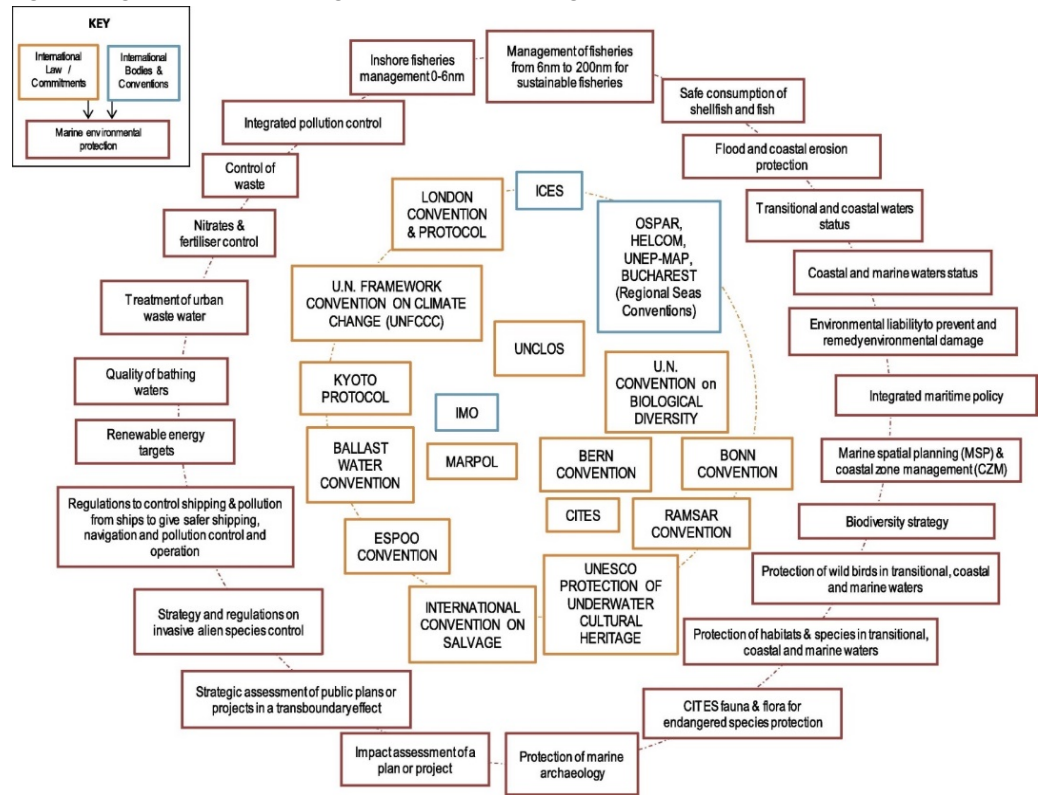 KEY
International
Law /
Commitments
International
Bodies &
Conventions
Marine environmental
protection
Inshore fisheries
management 0-6nm
Management of fisheries
from 6nm to 200nm for
sustainable fisheries
Safe consumption of
shellfish and fish
Flood and coastal erosion
protection
Transitional and coastal waters
status
Coastal and marine waters status
Environmental liability to prevent and
remedy environmental damage
Integrated maritime policy
Marine spatial planning (MSP) &
coastal zone management (CZM)
Biodiversity strategy
Protection of wild birds in transitional, coastal
and marine waters
Protection of habitats & species in transitional,
coastal and marine waters
CITES fauna & flora for
endangered species protection
Protection of marine
archaeology
Impact assessment of a
plan or project
Strategic assessment of public plans or
projects in a transboundary effect
Strategy and regulations on
invasive alien species control
Regulations to control shipping & pollution
from ships to give safer shipping,
navigation and pollution control and
operation
Renewable energy
targets
Quality of bathing
waters
Treatment of urban
waste water
Nitrates &
fertiliser control
Control of
waste
Integrated pollution control
LONDON
CONVENTION
& PROTOCOL
ICES
OSPAR,
HELCOM,
UNEP-MAP,
BUCHAREST
(Regional Seas
Conventions)
U.N. FRAMEWORK
CONVENTION ON CLIMATE
CHANGE (UNFCCC)
UNCLOS
U.N.
CONVENTION on
BIOLOGICAL
DIVERSITY
KYOTO
PROTOCOL
IMO
BALLAST
WATER
CONVENTION
MARPOL
BERN
CONVENTION
BONN
CONVENTION
CITES
RAMSAR
CONVENTION
ESPOO
CONVENTION
INTERNATIONAL
CONVENTION ON
SALVAGE
UNESCO
PROTECTION OF
UNDERWATER
CULTURAL
HERITAGE